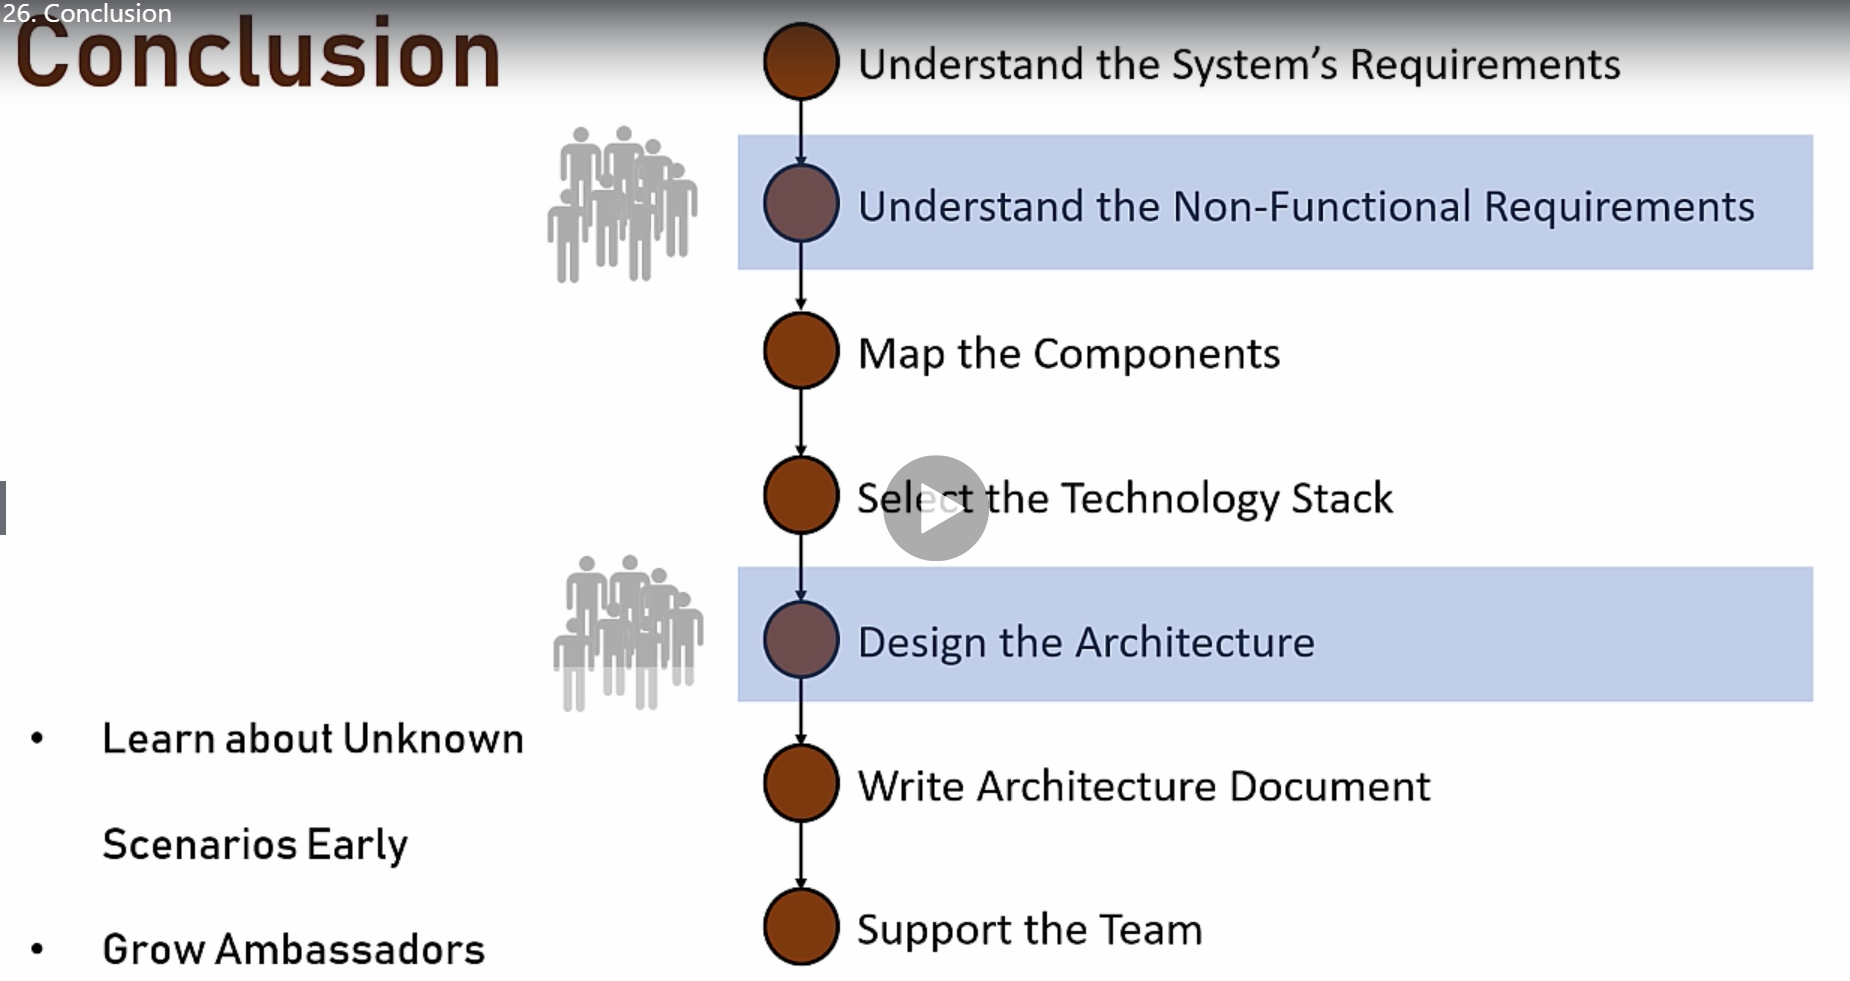 26. Conclusion
Conclusion
Understand the System's Requirements
Understand the Non-Functional Requirements
Map the Components
Select the Technology Stack
Design the Architecture
Write Architecture Document
Support the Team
• Learn about Unknown
Scenarios Early
• Grow Ambassadors